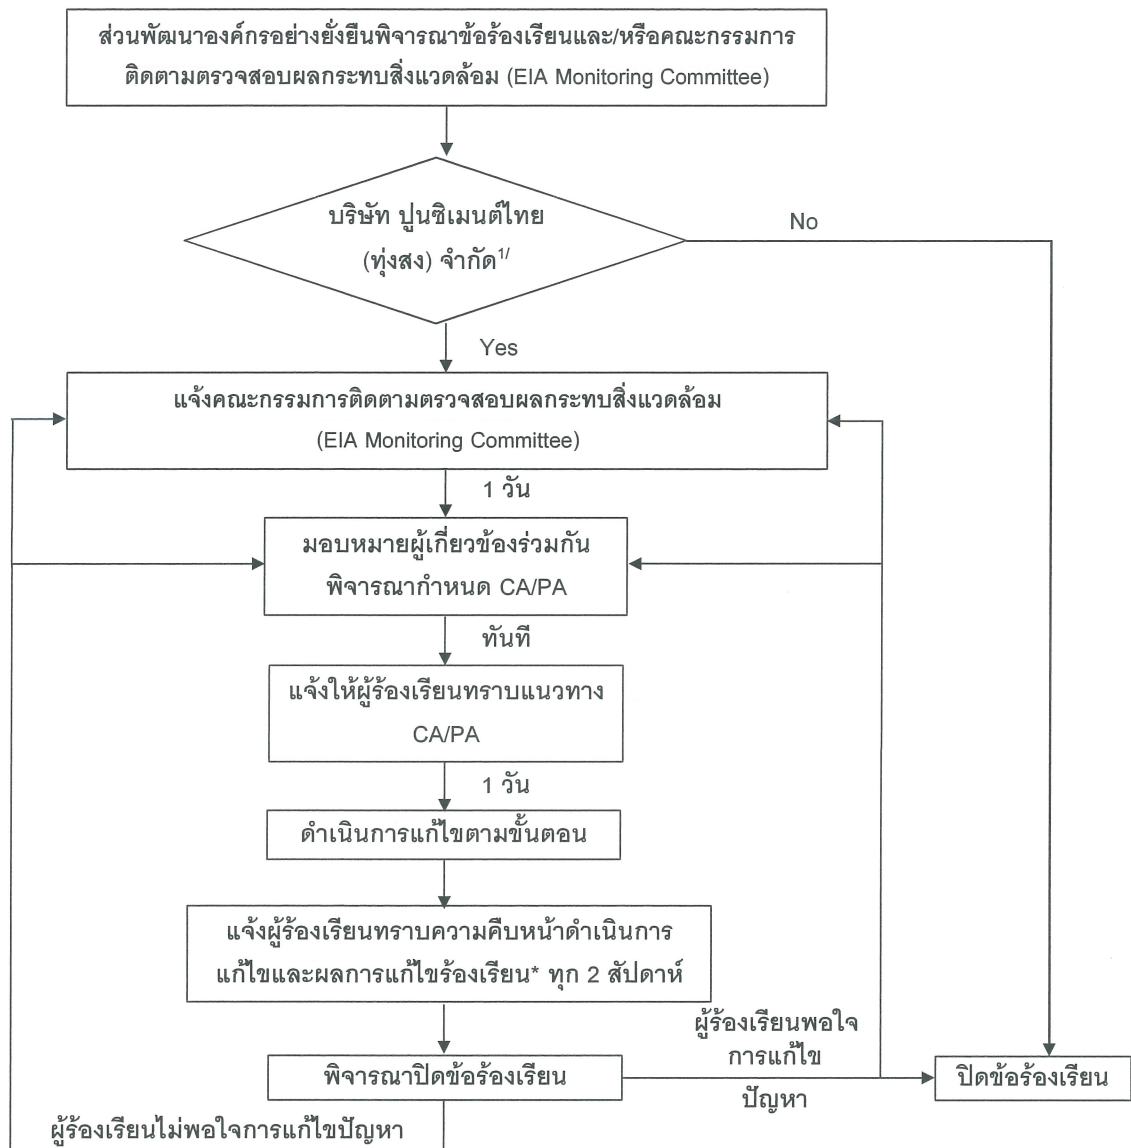 ส่วนพัฒนาองค์กรอย่างยั่งยืนพิจารณาข้อร้องเรียนและ/หรือคณะกรรมการ
ติดตามตรวจสอบผลกระทบสิ่งแวดล้อม (EIA Monitoring Committee)
บริษัท ปูนซิเมนต์ไทย
(ทุ่งสง) จำกัด1/
No
Yes
แจ้งคณะกรรมการติดตามตรวจสอบผลกระทบสิ่งแวดล้อม
(EIA Monitoring Committee)
1 วัน
มอบหมายผู้เกี่ยวข้องร่วมกัน
พิจารณากำหนด CA/PA
ทันที
แจ้งให้ผู้ร้องเรียนทราบแนวทาง
CA/PA
1 วัน
ดำเนินการแก้ไขตามขั้นตอน
แจ้งผู้ร้องเรียนทราบความคืบหน้าดำเนินการ
แก้ไขและผลการแก้ไขร้องเรียน* ทุก 2 สัปดาห์
ผู้ร้องเรียนพอใจ
การแก้ไข
ปัญหา
พิจารณาปิดข้อร้องเรียน
ปิดข้อร้องเรียน
ผู้ร้องเรียนไม่พอใจการแก้ไขปัญหา